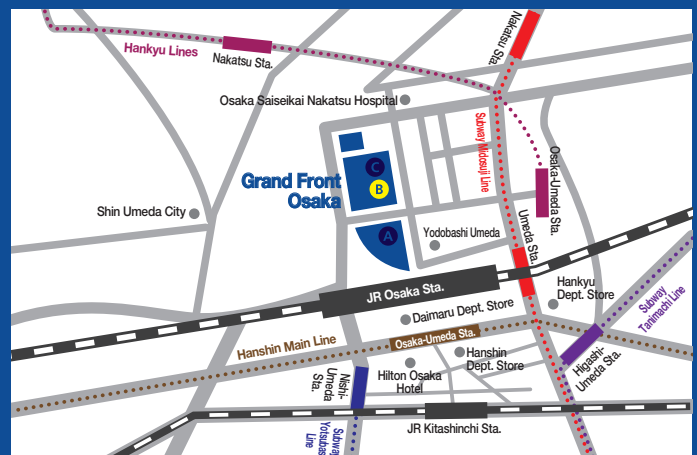 Nakatsu Sta.
Hankyu Lines
Nakatsu Sta.
Osaka Saiseikai Nakatsu Hospital
Subway Midosuji Line
Osaka-Umeda Sta.
C
Grand Front
Osaka
B
Shin Umeda City
A
Yodobashi Umeda
Umeda Sta.
JR Osaka Sta.
Hankyu
Dept. Store
Subway
Tanimachi Line
Daimaru Dept. Store
Osaka-Umeda Sta.
Hanshin Main Line
Hanshin
Dept. Store
Higashi-
Umeda Sta.
Hilton Osaka
Hotel
Nishi-
Umeda
Sta.
JR Kitashinchi Sta.
Subway
Line